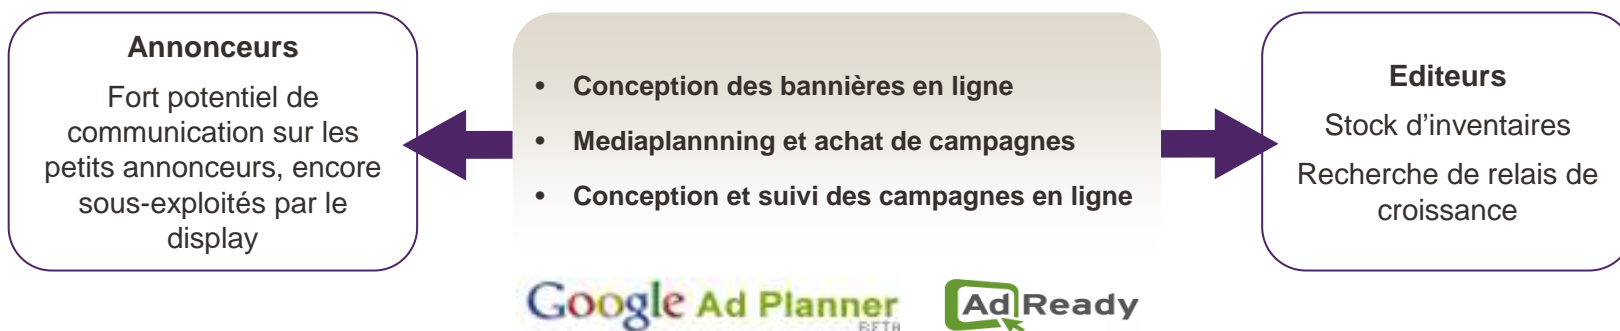 Annonceurs
Fort potentiel de
communication sur les
petits annonceurs, encore
sous-exploités par le
display
• Conception des bannières en ligne
• Mediaplannning et achat de campagnes
• Conception et suivi des campagnes en ligne
Editeurs
Stock d’inventaires
Recherche de relais de
croissance
Google Ad Planner
BETA
AdReady